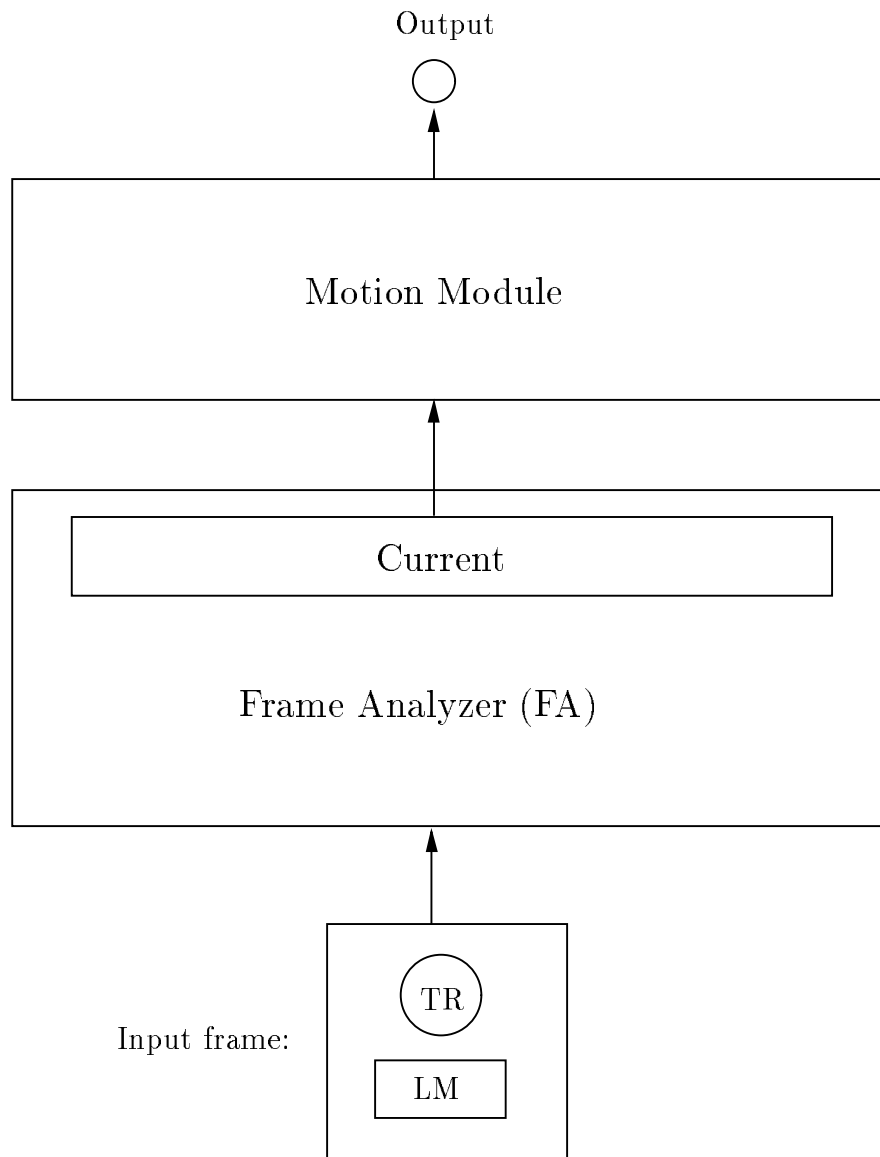 Output
Motion Module
Current
Frame Analyzer (FA)
TR
Input frame:
LM